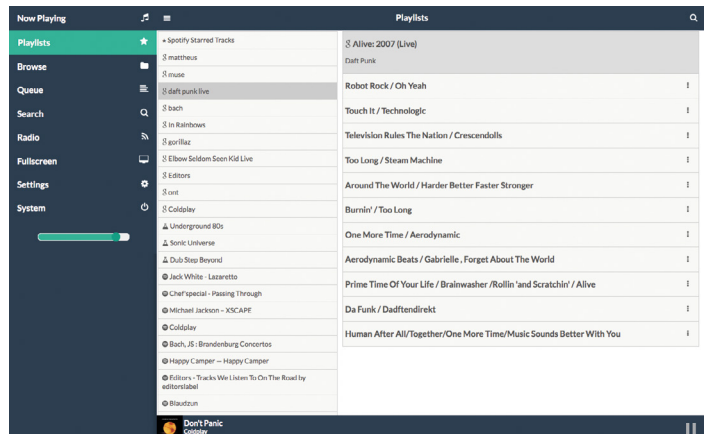 Now Playing
Playlists
Playlists
Browse
Queue
Search
Radio
Fullscreen
Settings
System
Spotify Starred Tracks
mattheus
muse
daft punk live
bach
In Rainbows
gorillaz
Elbow Seldom Seen Kid Live
Editors
ont
Coldplay
Underground 80s
Sonic Universe
Dub Step Beyond
Jack White - Lazaretto
Chef'special - Passing Through
Michael Jackson – XSCAPE
Coldplay
Bach, JS : Brandenburg Concertos
Happy Camper — Happy Camper
Editors - Tracks We Listen To On The Road by
editorslabel
Blaudzun
Alive: 2007 (Live)
Daft Punk
Robot Rock / Oh Yeah
Touch It / Technologic
Television Rules The Nation / Crescendolls
Too Long / Steam Machine
Around The World / Harder Better Faster Stronger
Burnin' / Too Long
One More Time / Aerodynamic
Aerodynamic Beats / Gabrielle , Forget About The World
Prime Time Of Your Life / Brainwasher /Rollin 'and Scratchin' / Alive
Da Funk / Dadftendirekt
Human After All/Together/One More Time/Music Sounds Better With You
Don't Panic
Coldplay